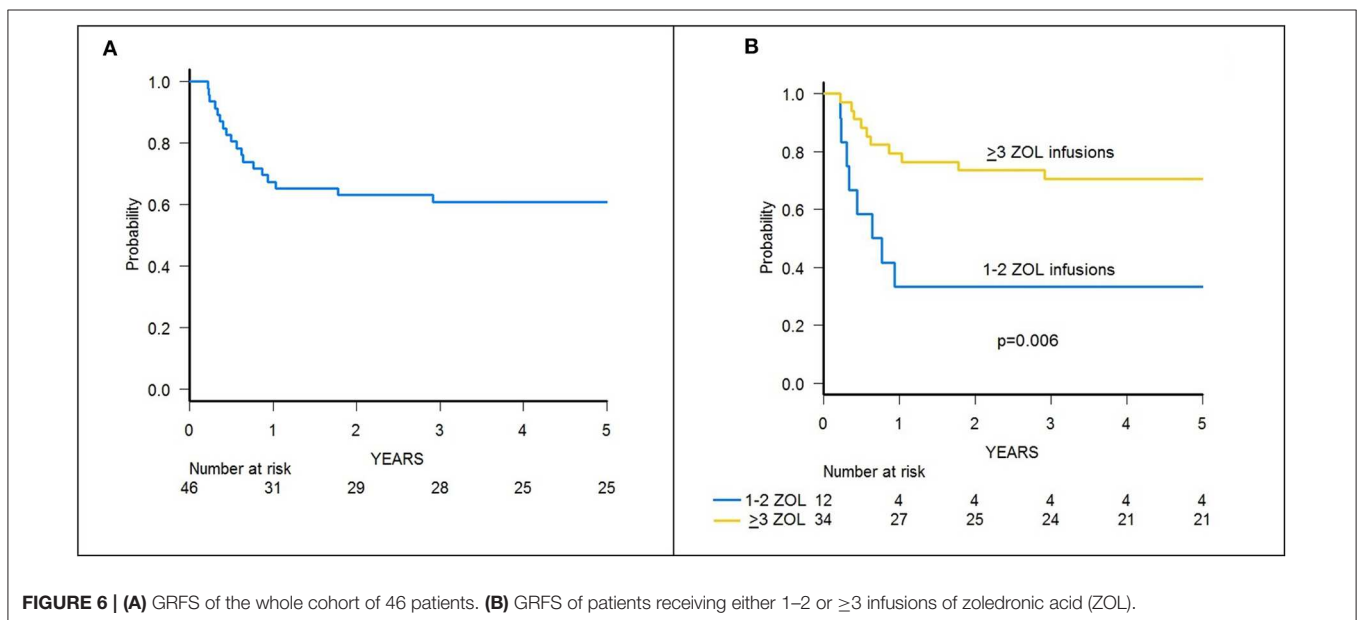 A
1.0
0.8
0.6
0.4
0.2
0.0
Probability
0 1 2 3 4 5
YEARS
Number at risk
46 31 29 28 25 25
B
1.0
0.8
0.6
0.4
0.2
0.0
Probability
≥3 ZOL infusions
1-2 ZOL infusions
p=0.006
0 1 2 3 4 5
YEARS
Number at risk
1-2 ZOL 12 4 4 4 4 4
≥3 ZOL 34 27 25 24 21 21
FIGURE 6 | (A) GRFS of the whole cohort of 46 patients. (B) GRFS of patients receiving either 1–2 or ≥3 infusions of zoledronic acid (ZOL).